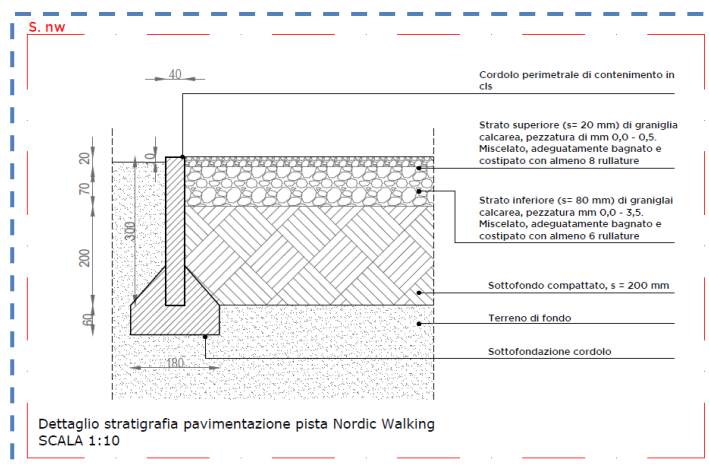 S. nw
40
Cordolo perimetrale di contenimento in
cls
Strato superiore (s= 20 mm) di graniglia
calcarea, pezzatura di mm 0,0 - 0,5.
Miscelato, adeguatamente bagnato e
costipato con almeno 8 rullature
20
10
70
Strato inferiore (s= 80 mm) di graniglai
calcarea, pezzatura mm 0,0 - 3,5.
Miscelato, adeguatamente bagnato e
costipato con almeno 6 rullature
300
200
Sottofondo compattato, s = 200 mm
60
Terreno di fondo
Sottofondazione cordolo
180
Dettaglio stratigrafia pavimentazione pista Nordic Walking
SCALA 1:10